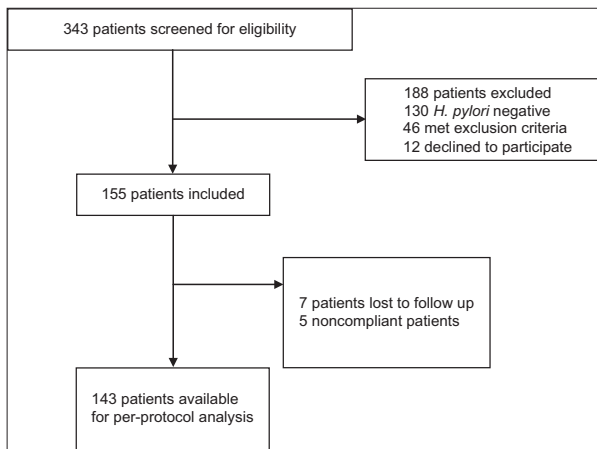 343 patients screened for eligibility
188 patients excluded
130 H. pylori negative
46 met exclusion criteria
12 declined to participate
155 patients included
7 patients lost to follow up
5 noncompliant patients
143 patients available
for per-protocol analysis